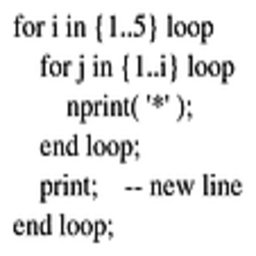 for i in {1..5} loop
for j in {1..i} loop
nprint( '*' );
end loop;
print; -- new line
end loop;